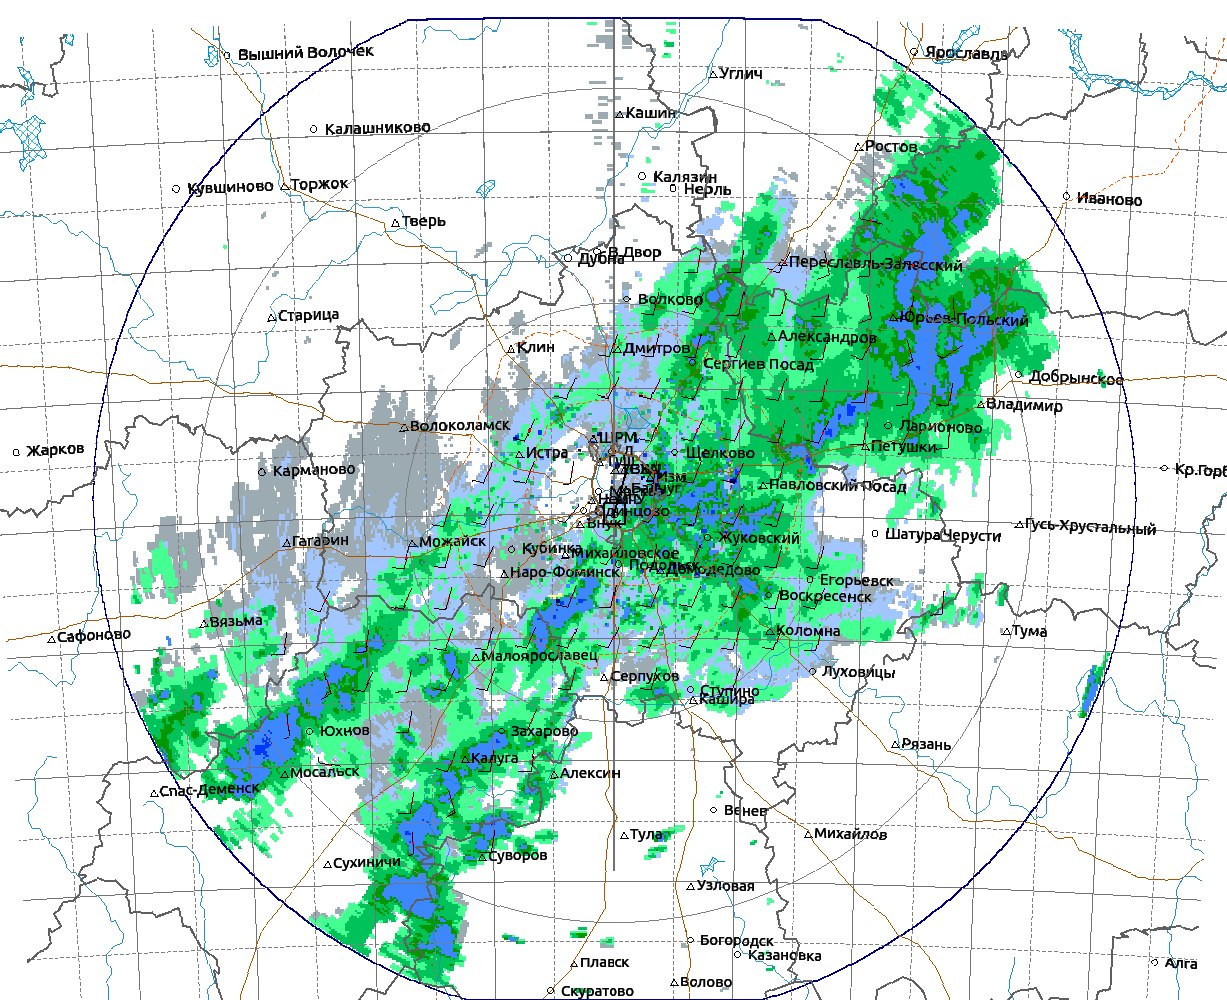 Вышний Волочек
Ярославль
Углич
Кашин
Калашниково
Ростов
Калязин
Кувшиново
Торжок
Нерль
Иваново
Тверь
В.Двор
Дубна
Переславль-Залесский
Волково
Старица
Юрьев-Польский
Александров
Клин
Дмитров
Сергиев Посад
Добрынское
Владимир
Волоколамск
Ларионово
ШРМ
Петушки
Жарков
Истра
Щелково
Карманово
Кр.Горб
Павловский Посад
Одинцово
Внук
Гусь-Хрустальный
Шатура
Черусти
Гагарин
Можайск
Жуковский
Кубинка
Михайловское
Подольск
Домодедово
Наро-Фоминск
Егорьевск
Воскресенск
Вязьма
Сафоново
Коломна
Тума
Малоярославец
Серпухов
Луховицы
Ступино
Кашира
Юхнов
Захарово
Рязань
Калуга
Мосальск
Алексин
Спас-Деменск
Венев
Тула
Михайлов
Суворов
Сухиничи
Узловая
Богородск
Казановка
Плавск
Алга
Волово
Скуратово